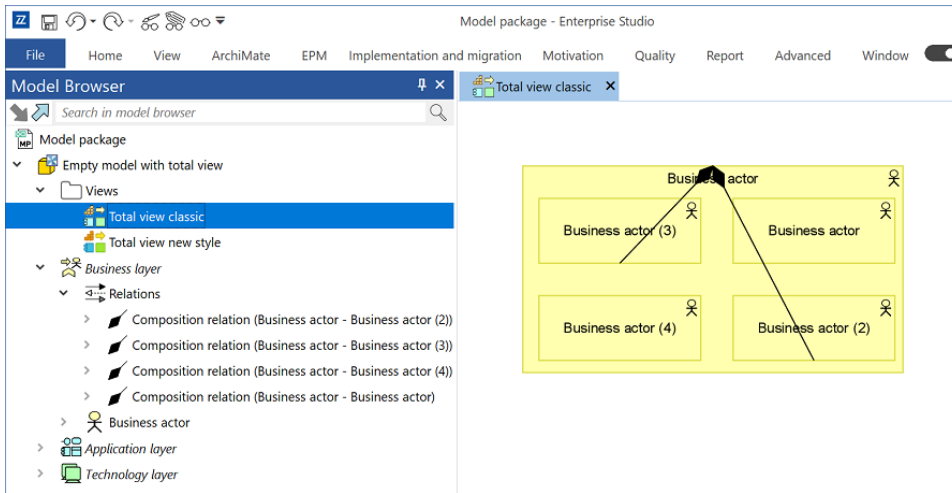 Model package - Enterprise Studio
File Home View ArchiMate EPM Implementation and migration Motivation Quality Report Advanced Window
Model Browser
Total view classic
Search in model browser
MP Model package
Empty model with total view
Views
Total view classic
Total view new style
Business layer
Relations
Composition relation (Business actor - Business actor (2))
Composition relation (Business actor - Business actor (3))
Composition relation (Business actor - Business actor (4))
Composition relation (Business actor - Business actor)
Business actor
Application layer
Technology layer
Business actor
Business actor (3) Business actor
Business actor (4) Business actor (2)